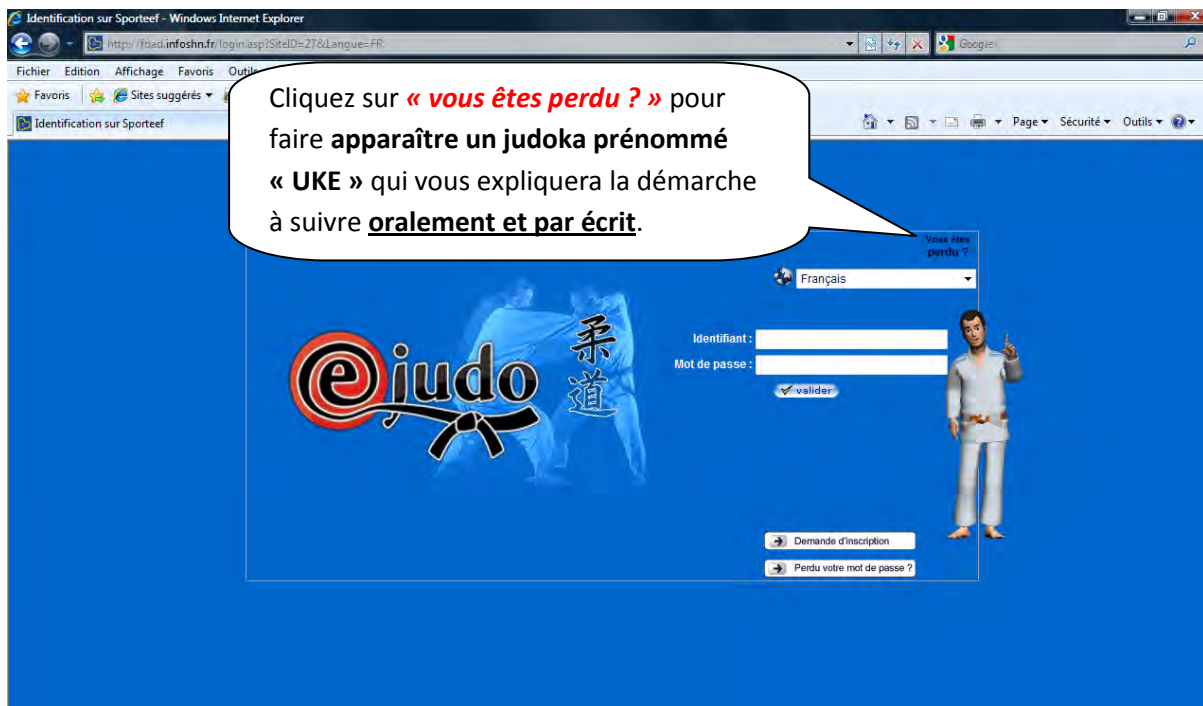 Identification sur Sporteef - Windows Internet Explorer
http://foad.infoshn.fr/login.asp?SiteID=27&Langue=FR
Google
Fichier Edition Affichage Favoris Outils
Favoris Sites suggérés
Identification sur Sporteef
Page Sécurité Outils
Cliquez sur « vous êtes perdu ? » pour
faire apparaître un judoka prénommé
« UKE » qui vous expliquera la démarche
à suivre oralement et par écrit.
Vous êtes
perdu ?
Français
Identifiant :
Mot de passe :
valider
@judo
柔道
Demande d'inscription
Perdu votre mot de passe ?